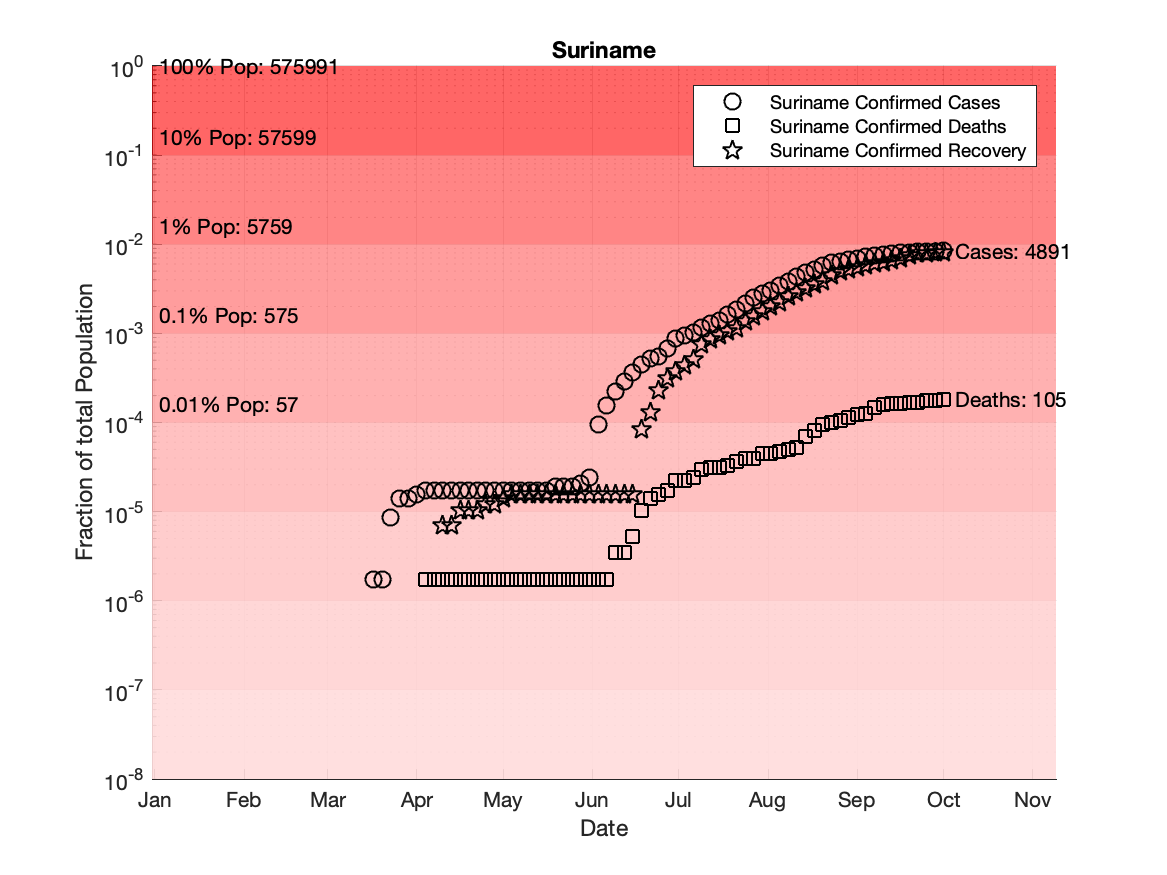 Suriname
10^0
100% Pop: 575991
Suriname Confirmed Cases
Suriname Confirmed Deaths
Suriname Confirmed Recovery
10% Pop: 57599
10^-1
1% Pop: 5759
10^-2
Cases: 4891
0.1% Pop: 575
10^-3
0.01% Pop: 57
Deaths: 105
10^-4
10^-5
10^-6
10^-7
10^-8
Fraction of total Population
Jan Feb Mar Apr May Jun Jul Aug Sep Oct Nov
Date